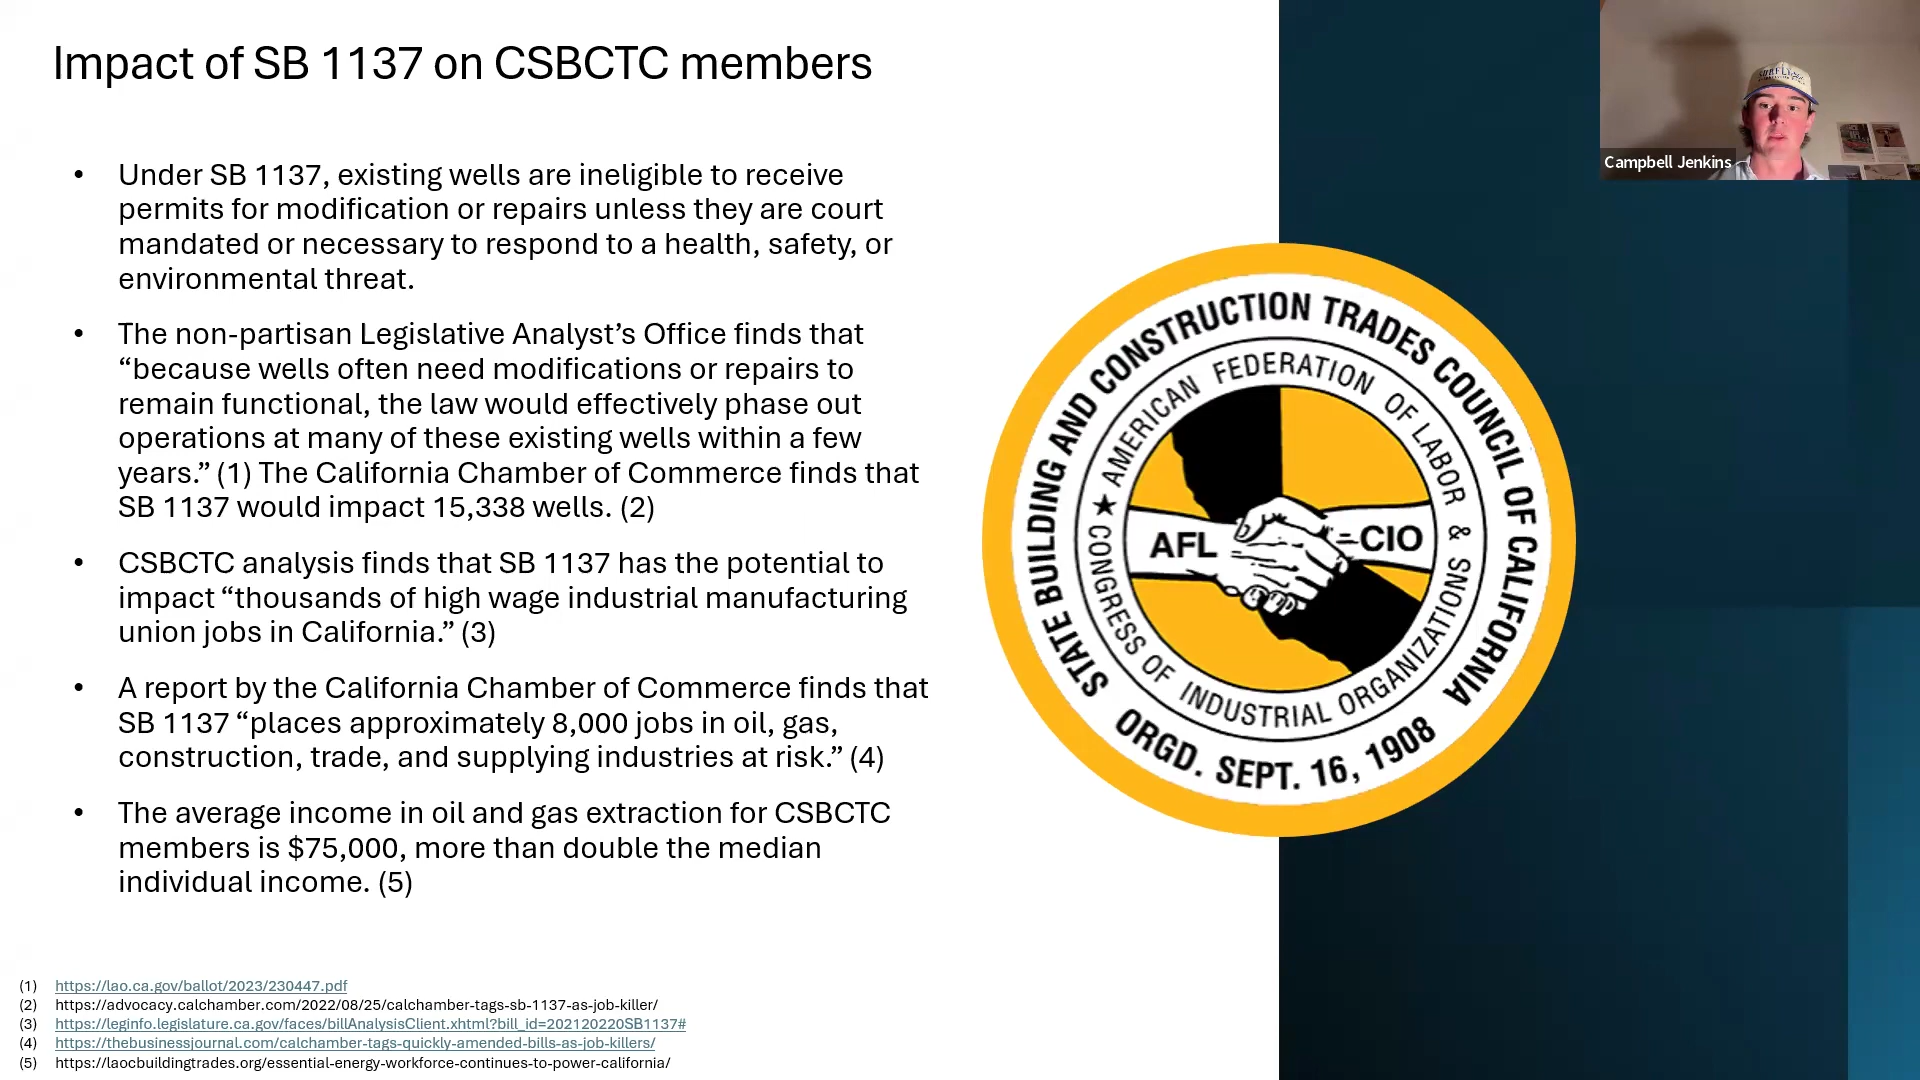 Impact of SB 1137 on CSBCTC members
• Under SB 1137, existing wells are ineligible to receive
permits for modification or repairs unless they are court
mandated or necessary to respond to a health, safety, or
environmental threat.
• The non-partisan Legislative Analyst’s Office finds that
“because wells often need modifications or repairs to
remain functional, the law would effectively phase out
operations at many of these existing wells within a few
years.” (1) The California Chamber of Commerce finds that
SB 1137 would impact 15,338 wells. (2)
• CSBCTC analysis finds that SB 1137 has the potential to
impact “thousands of high wage industrial manufacturing
union jobs in California.” (3)
• A report by the California Chamber of Commerce finds that
SB 1137 “places approximately 8,000 jobs in oil, gas,
construction, trade, and supplying industries at risk.” (4)
• The average income in oil and gas extraction for CSBCTC
members is $75,000, more than double the median
individual income. (5)
(1) https://lao.ca.gov/ballot/2023/230447.pdf
(2) https://advocacy.calchamber.com/2022/08/25/calchamber-tags-sb-1137-as-job-killer/
(3) https://leginfo.legislature.ca.gov/faces/billAnalysisClient.xhtml?bill_id=202120220SB1137#
(4) https://thebusinessjournal.com/calchamber-tags-quickly-amended-bills-as-job-killers/
(5) https://laocbuildingtrades.org/essential-energy-workforce-continues-to-power-california/
STATE BUILDING AND CONSTRUCTION TRADES COUNCIL OF CALIFORNIA
ORGD. SEPT. 16, 1908
★ AMERICAN FEDERATION OF LABOR &
CONGRESS OF INDUSTRIAL ORGANIZATIONS
AFL
-CIO
Campbell Jenkins